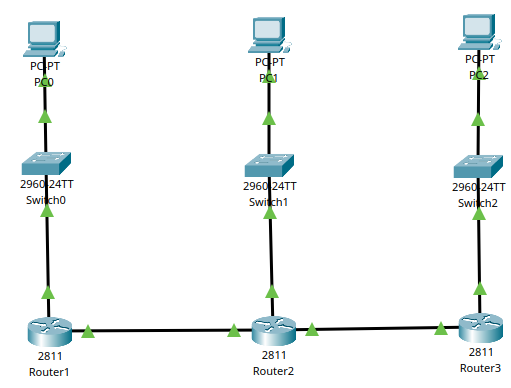 PC-PT
PC0
PC-PT
PC1
PC-PT
PC2
2960-24TT
Switch0
2960-24TT
Switch1
2960-24TT
Switch2
2811
Router1
2811
Router2
2811
Router3